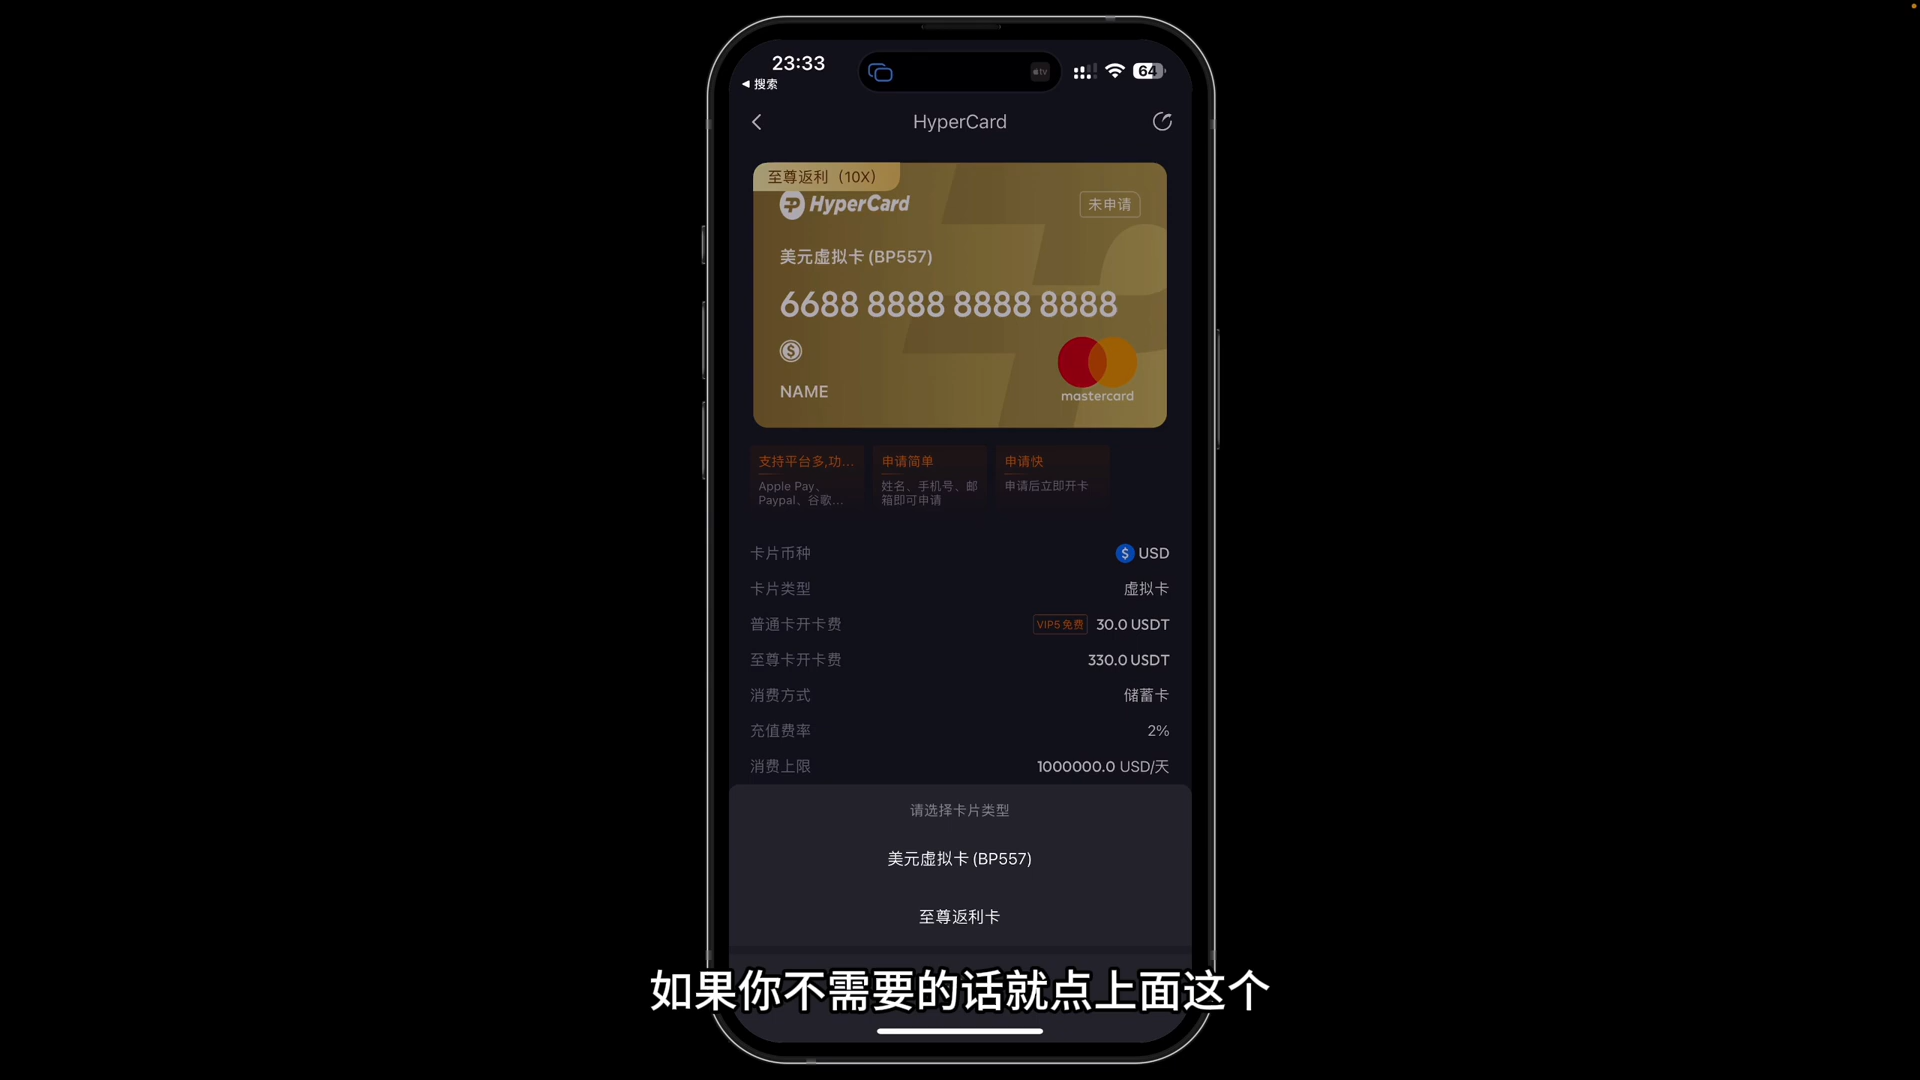 23:33
搜索
tv
64
HyperCard
至尊返利（10X）
HyperCard
未申请
美元虚拟卡 (BP557)
6688 8888 8888 8888
NAME
mastercard
支持平台多,功...
Apple Pay、
Paypal、谷歌...
申请简单
姓名、手机号、邮
箱即可申请
申请快
申请后立即开卡
卡片币种
$ USD
卡片类型
虚拟卡
普通卡开卡费
VIP5 免费 30.0 USDT
至尊卡开卡费
330.0 USDT
消费方式
储蓄卡
充值费率
2%
消费上限
1000000.0 USD/天
请选择卡片类型
美元虚拟卡 (BP557)
至尊返利卡
如果你不需要的话就点上面这个